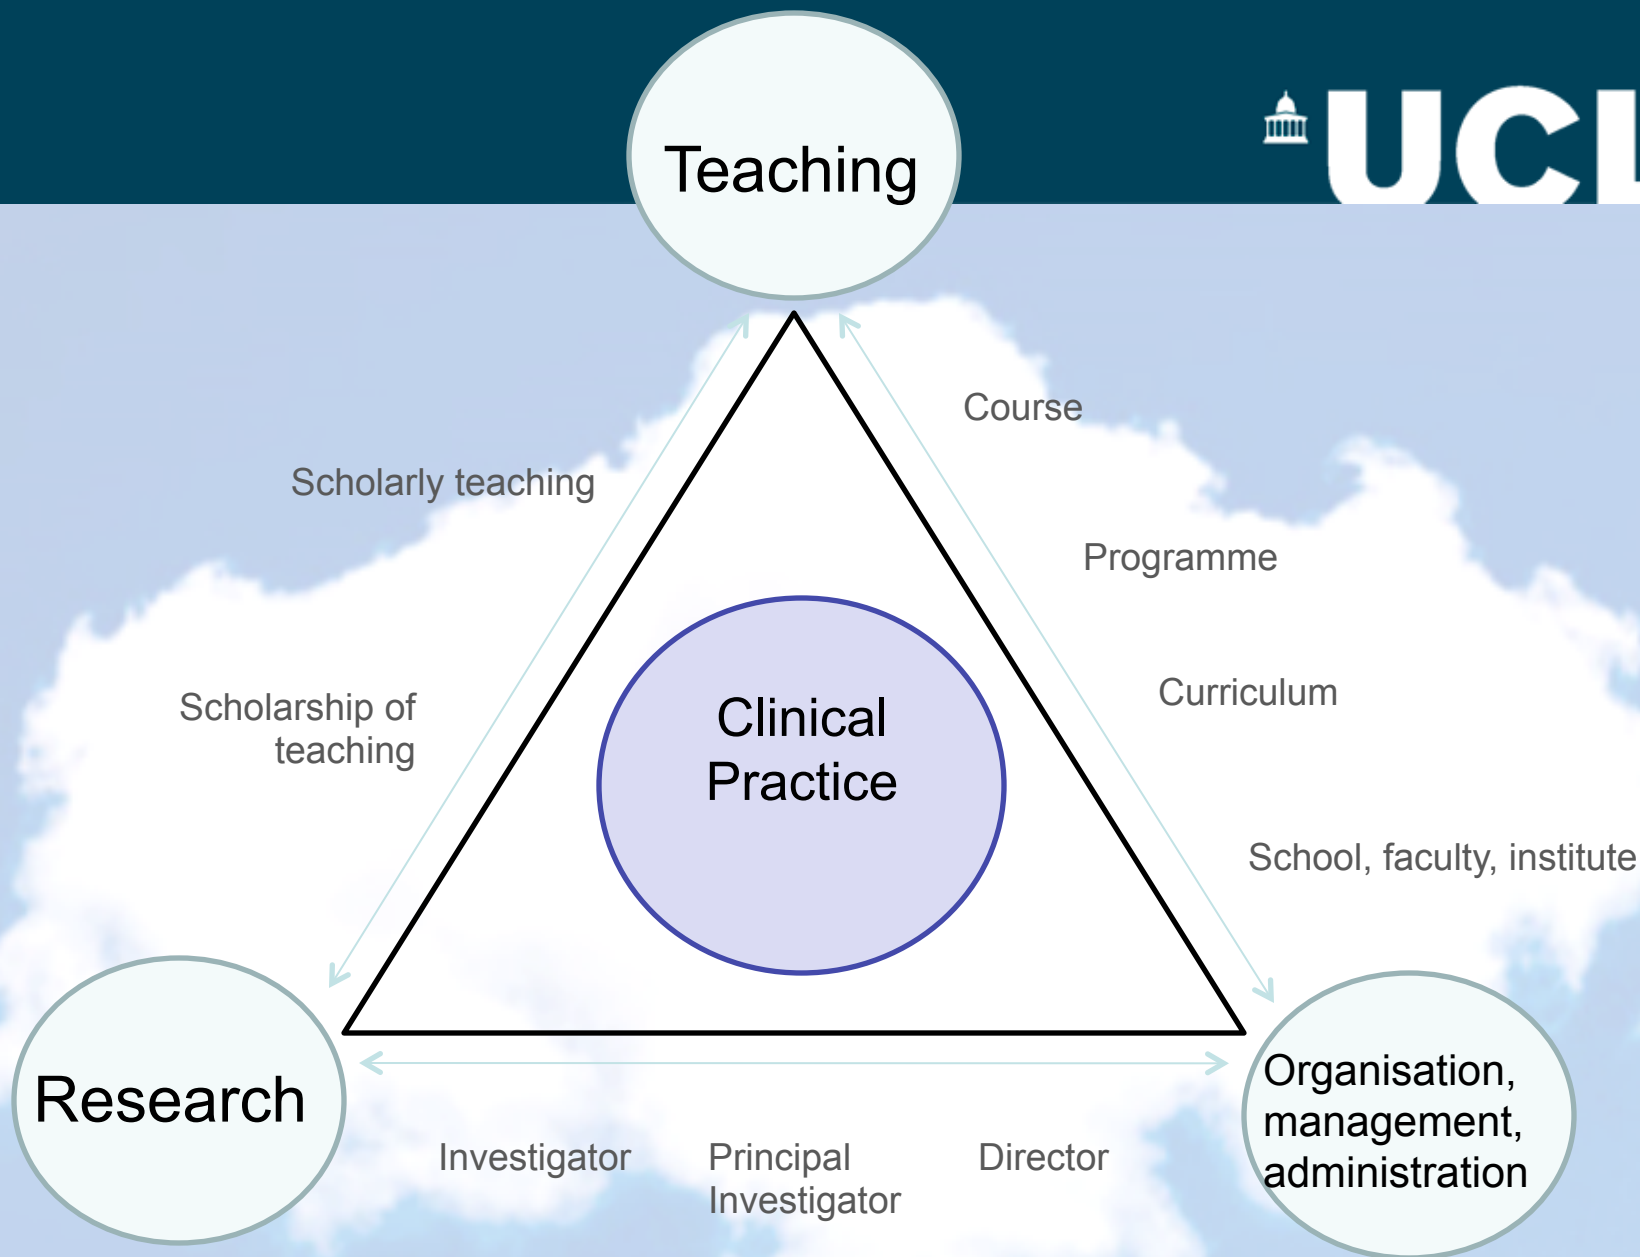 UCL
Teaching
Course
Scholarly teaching
Programme
Scholarship of
teaching
Clinical
Practice
Curriculum
School, faculty, institute
Research
Organisation,
management,
administration
Investigator
Principal
Investigator
Director